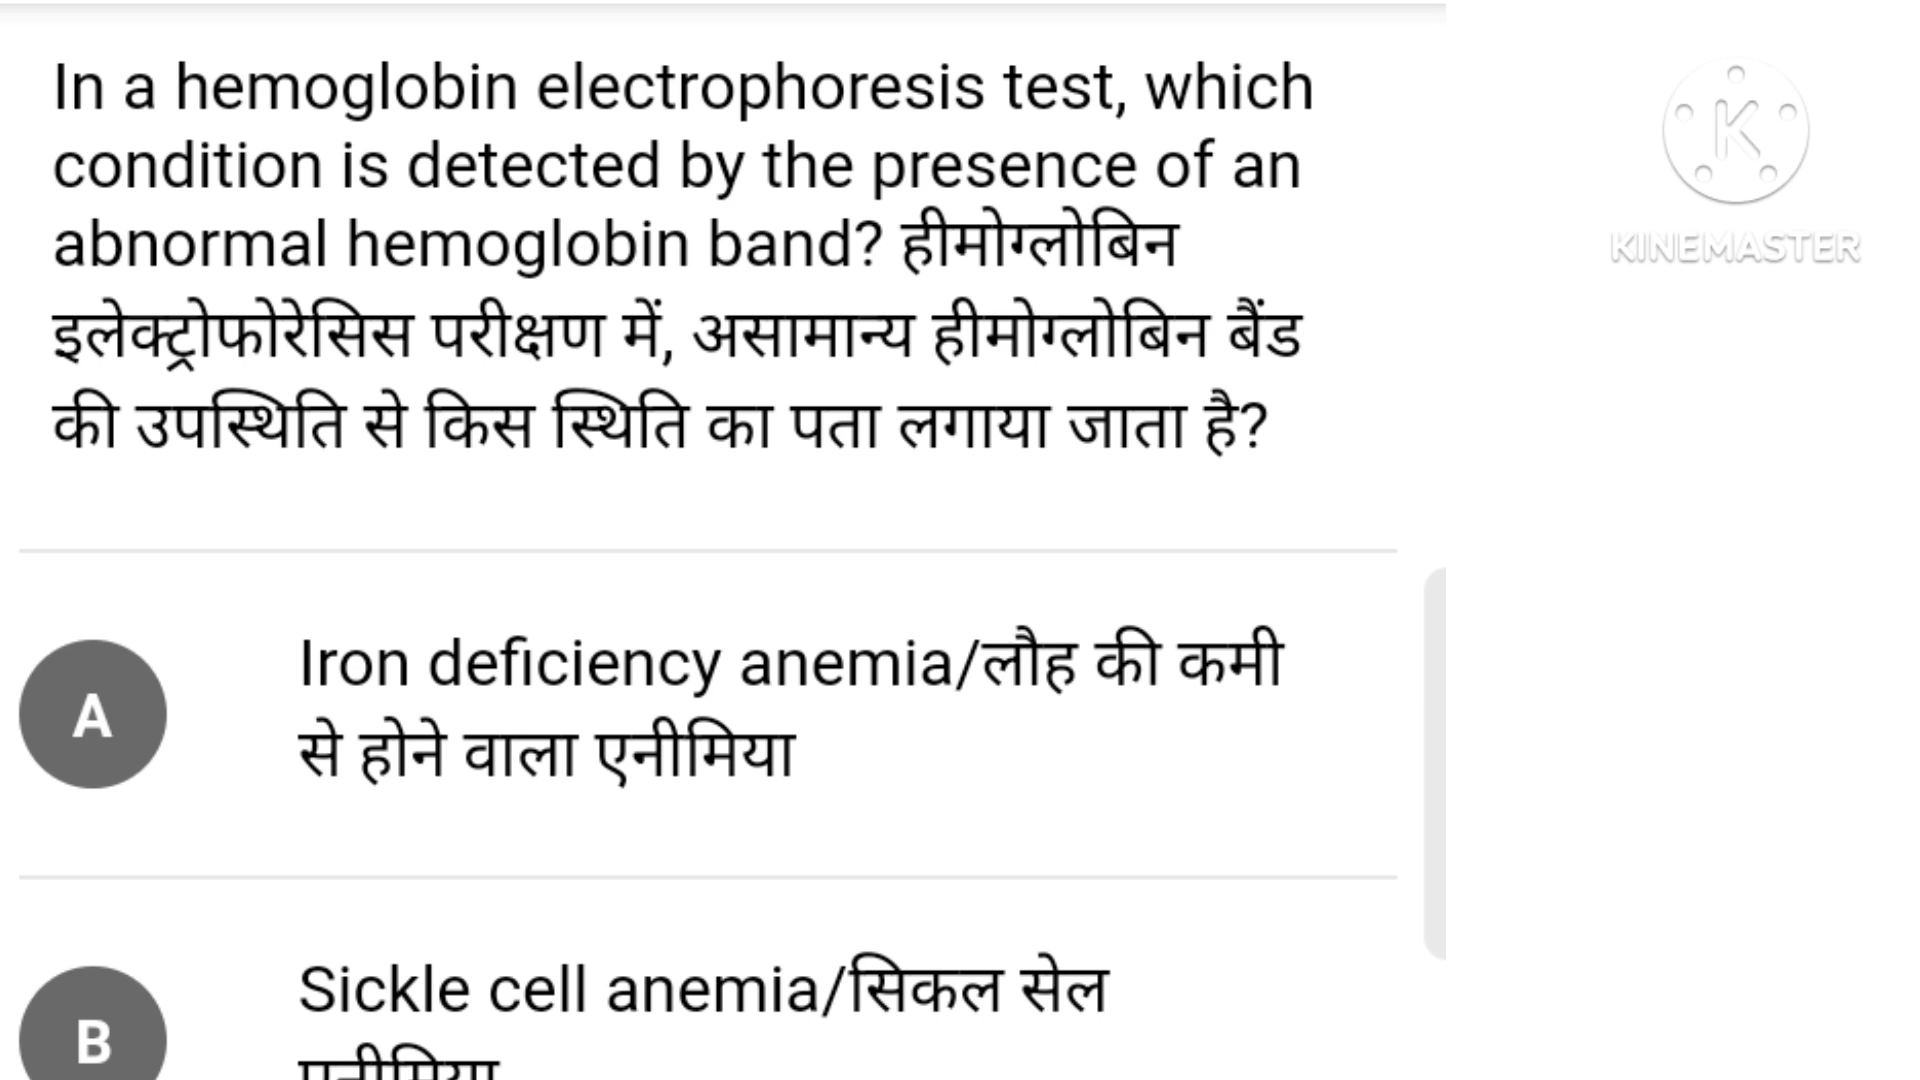 In a hemoglobin electrophoresis test, which
condition is detected by the presence of an
abnormal hemoglobin band? हीमोग्लोबिन
इलेक्ट्रोफोरेसिस परीक्षण में, असामान्य हीमोग्लोबिन बैंड
की उपस्थिति से किस स्थिति का पता लगाया जाता है?
K
KINEMASTER
A
Iron deficiency anemia/लौह की कमी
से होने वाला एनीमिया
B
Sickle cell anemia/सिकल सेल